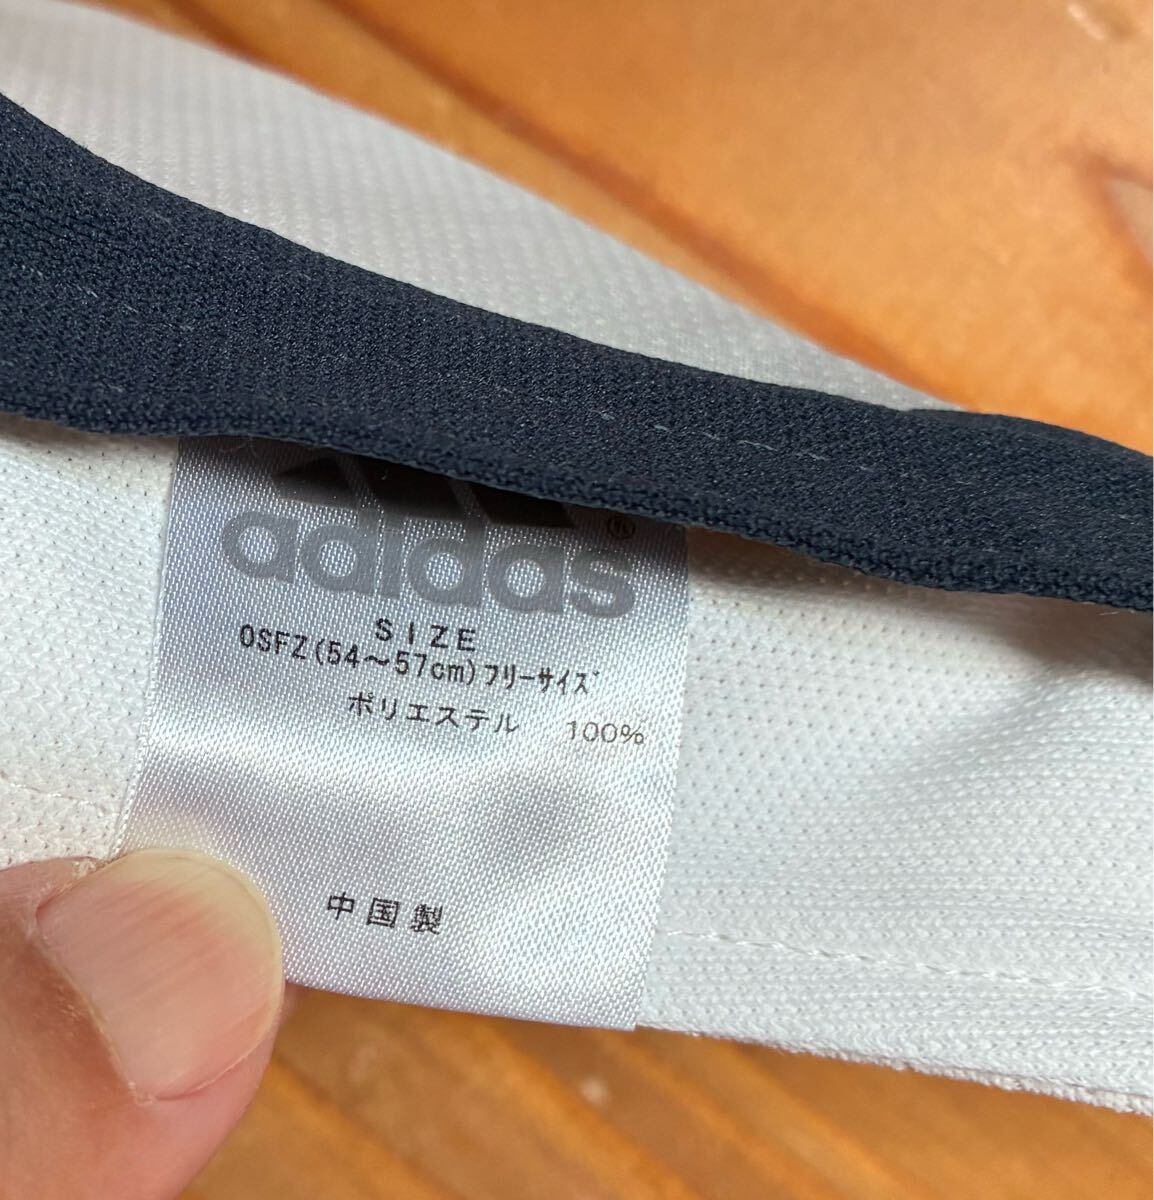 adidas®
SIZE
OSFZ(54～57cm)フリーサイズ
ポリエステル 100%
中国製